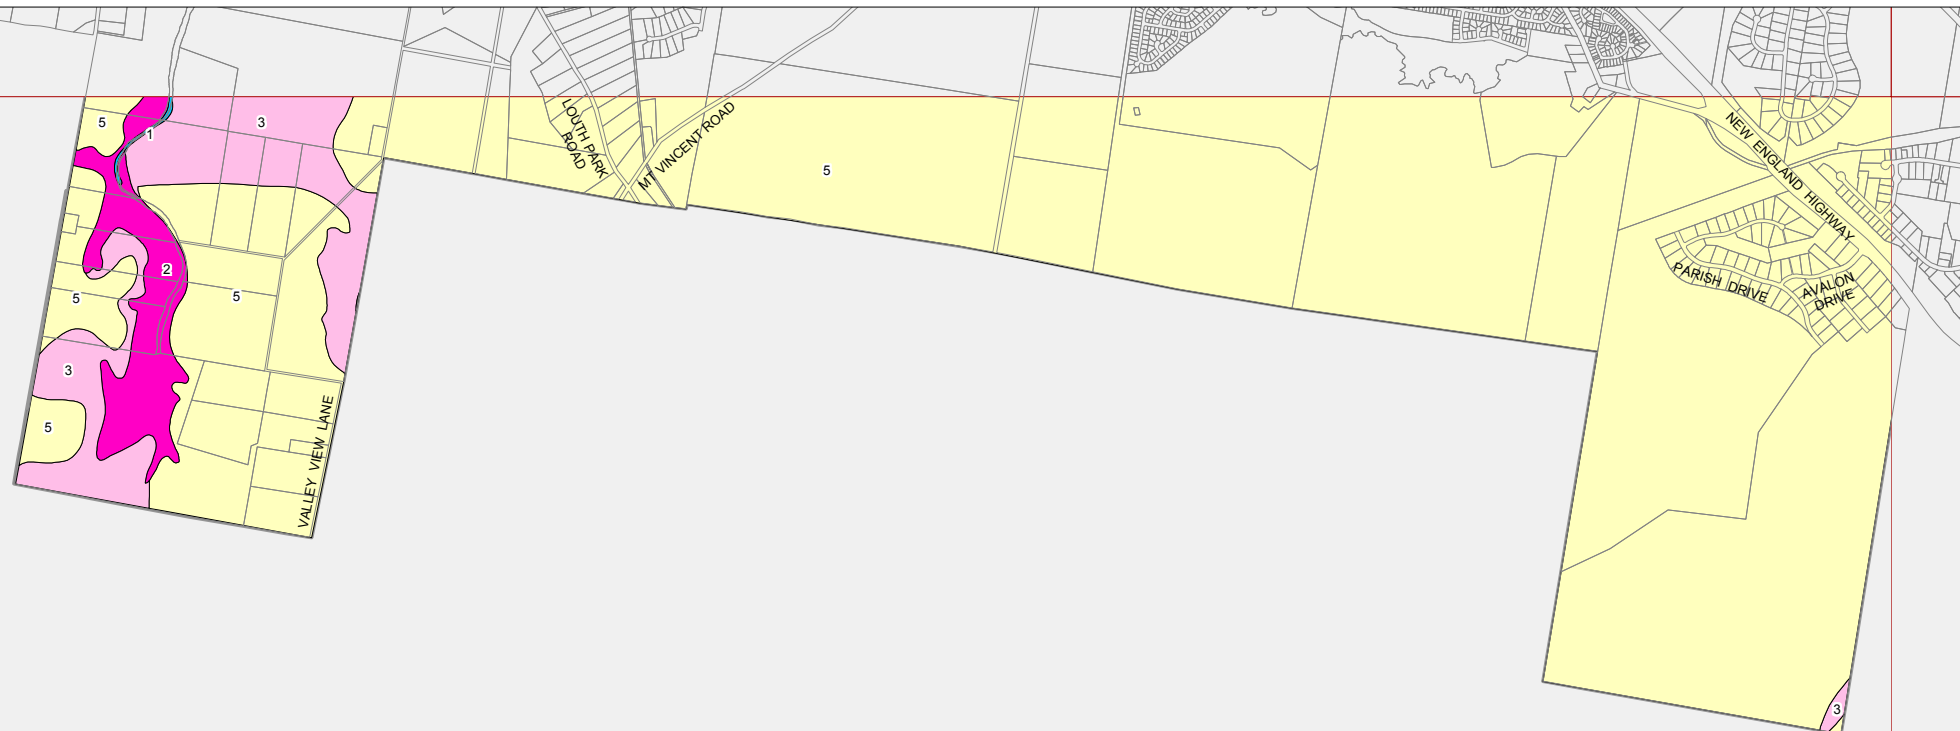 5
1
3
LOUTH PARK
ROAD
MT VINCENT ROAD
5
NEW ENGLAND HIGHWAY
2
5
5
PARISH DRIVE
AVALON
DRIVE
3
5
VALLEY VIEW LANE
3